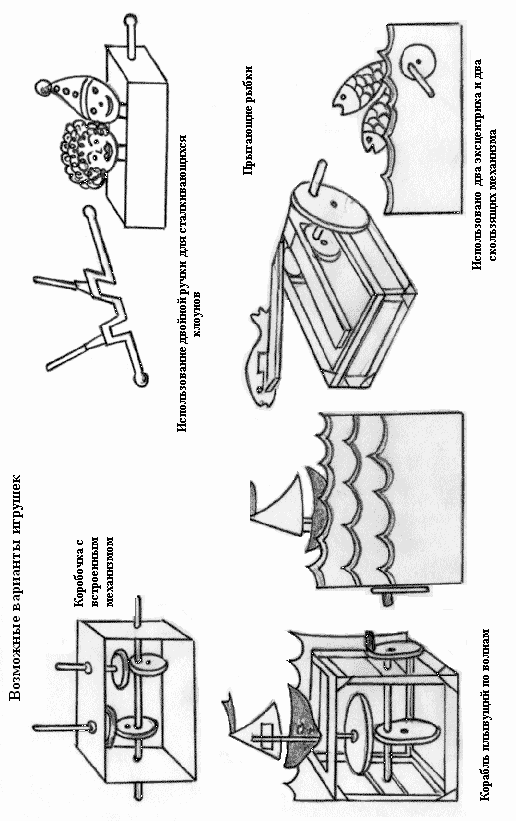 Возможные варианты игрушек
Коробочка с
встроенным
механизмом
Использование двойной ручки для сталкивающихся
клоунов
Корабль плывущий по волнам
Прыгающие рыбки
Использовано два эксцентрика и два
скользящих механизма